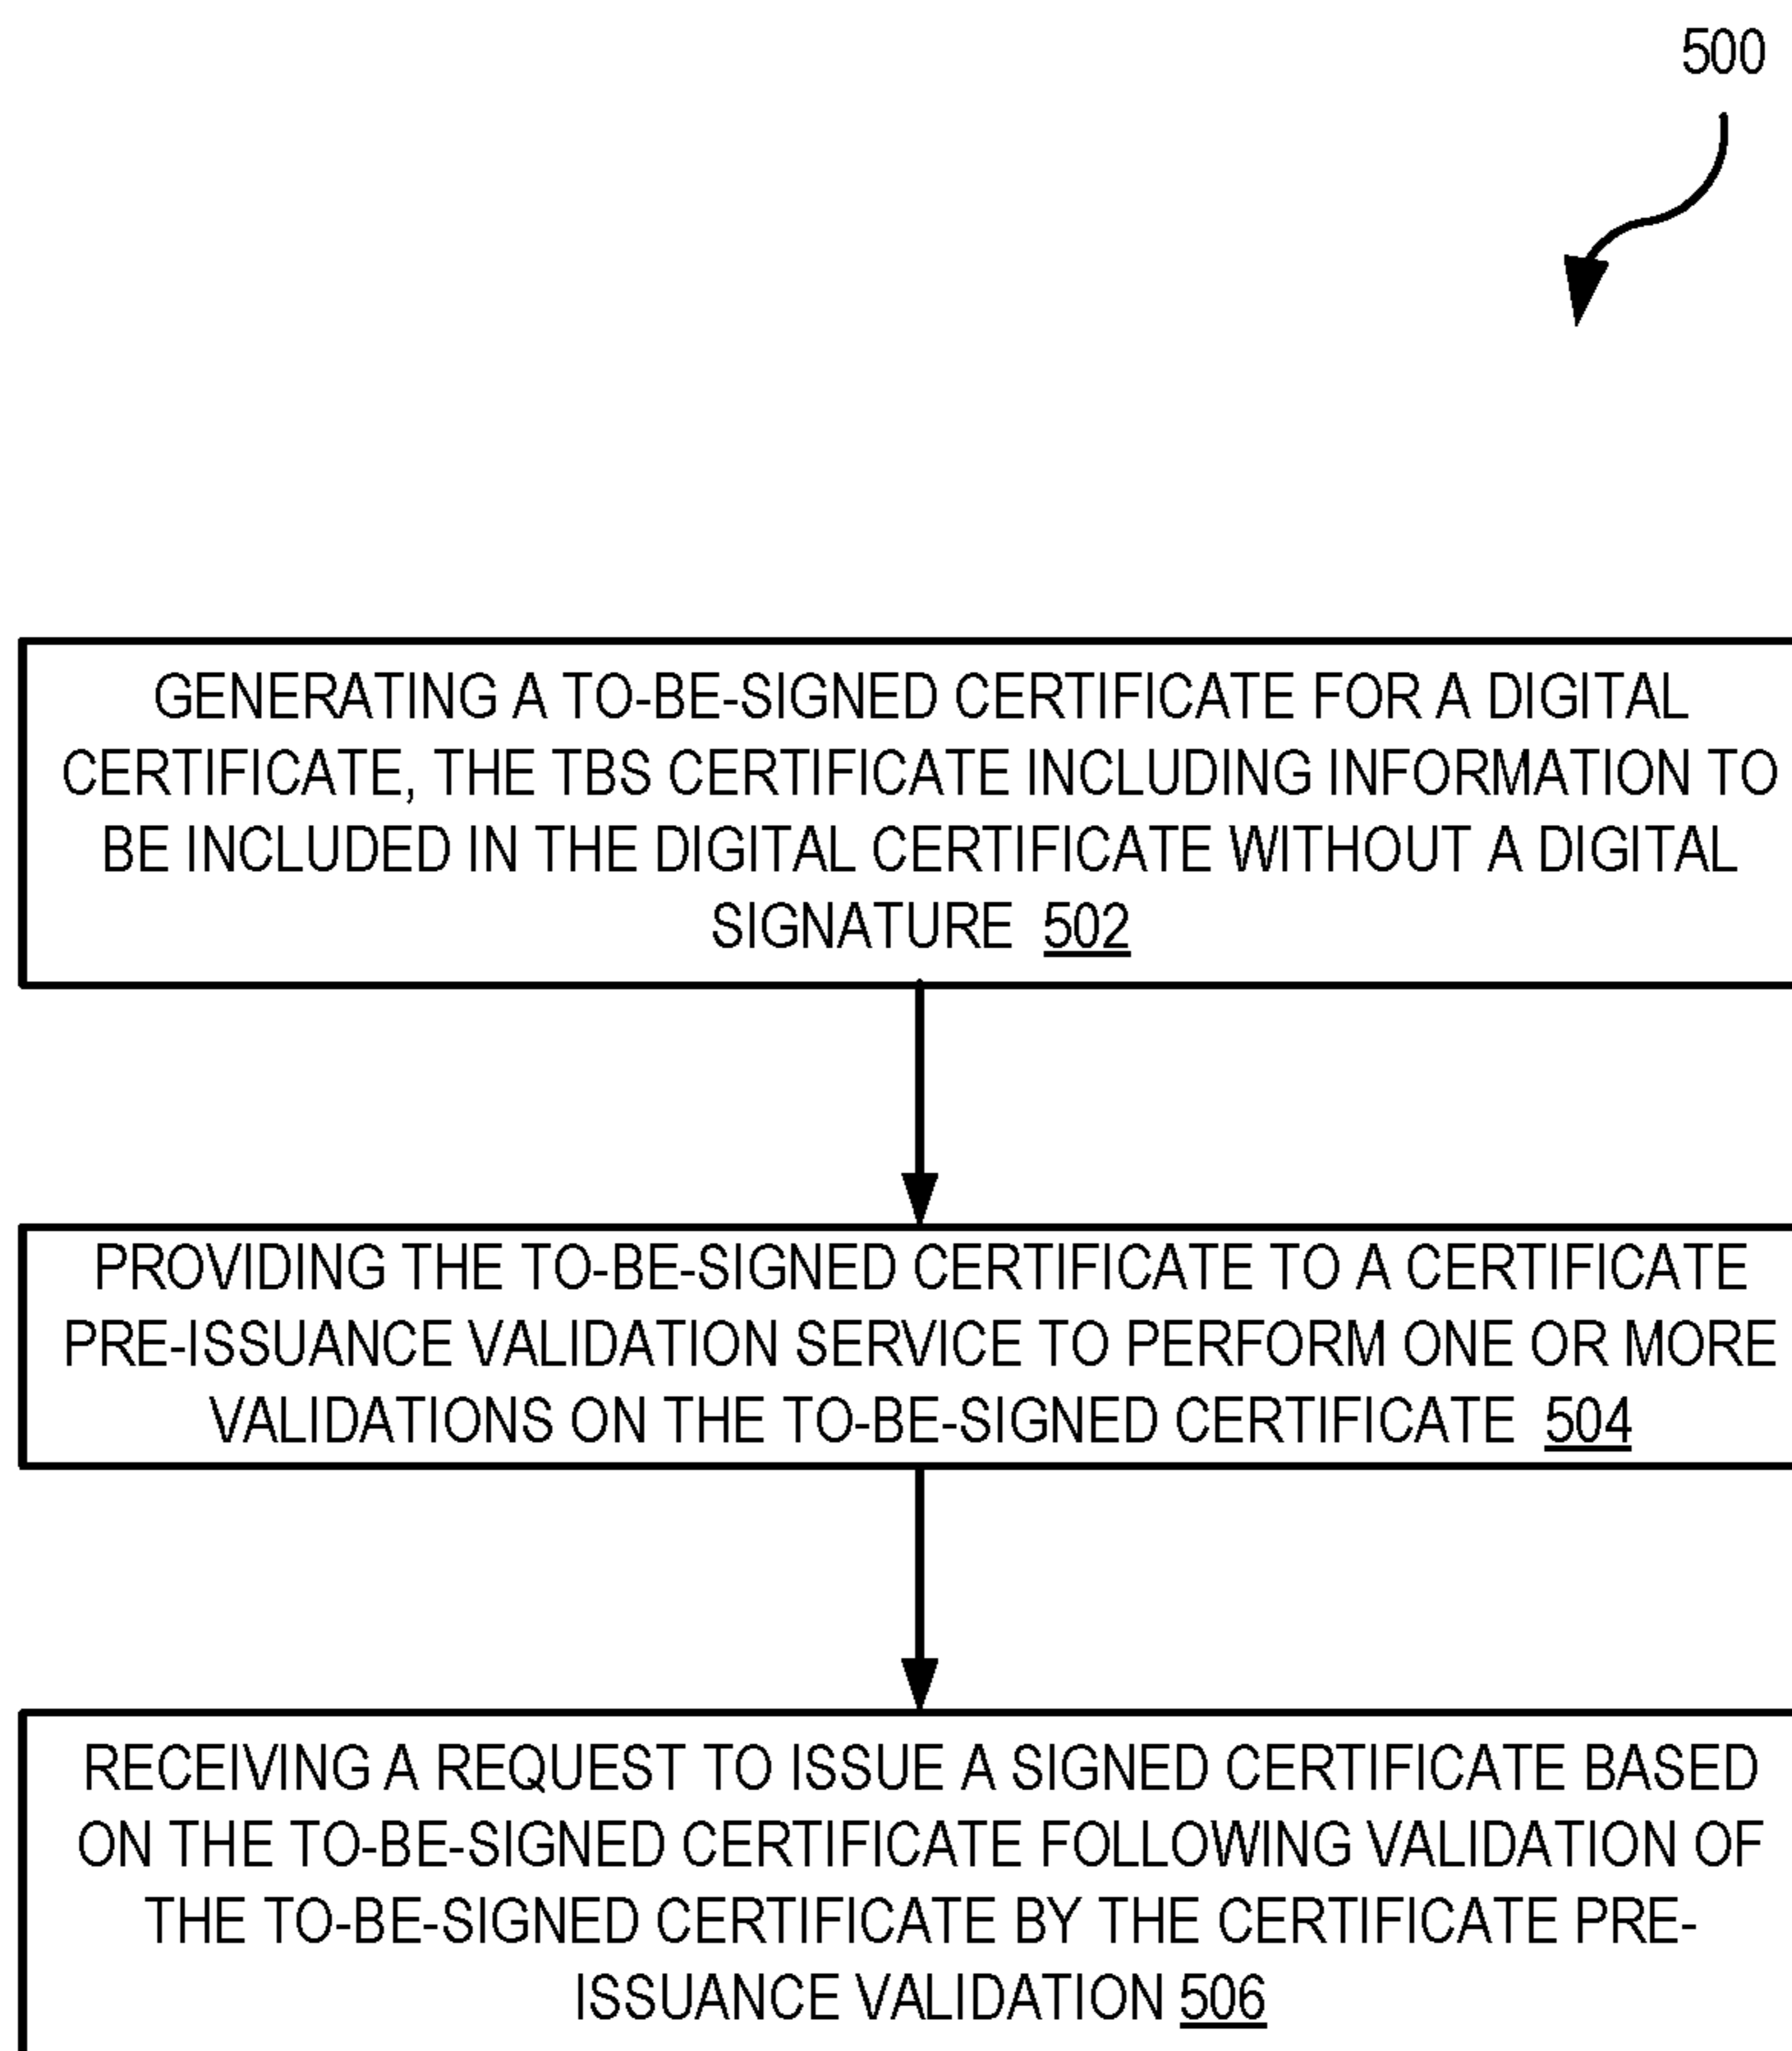 500
GENERATING A TO-BE-SIGNED CERTIFICATE FOR A DIGITAL
CERTIFICATE, THE TBS CERTIFICATE INCLUDING INFORMATION TO
BE INCLUDED IN THE DIGITAL CERTIFICATE WITHOUT A DIGITAL
SIGNATURE 502
PROVIDING THE TO-BE-SIGNED CERTIFICATE TO A CERTIFICATE
PRE-ISSUANCE VALIDATION SERVICE TO PERFORM ONE OR MORE
VALIDATIONS ON THE TO-BE-SIGNED CERTIFICATE 504
RECEIVING A REQUEST TO ISSUE A SIGNED CERTIFICATE BASED
ON THE TO-BE-SIGNED CERTIFICATE FOLLOWING VALIDATION OF
THE TO-BE-SIGNED CERTIFICATE BY THE CERTIFICATE PRE-
ISSUANCE VALIDATION 506